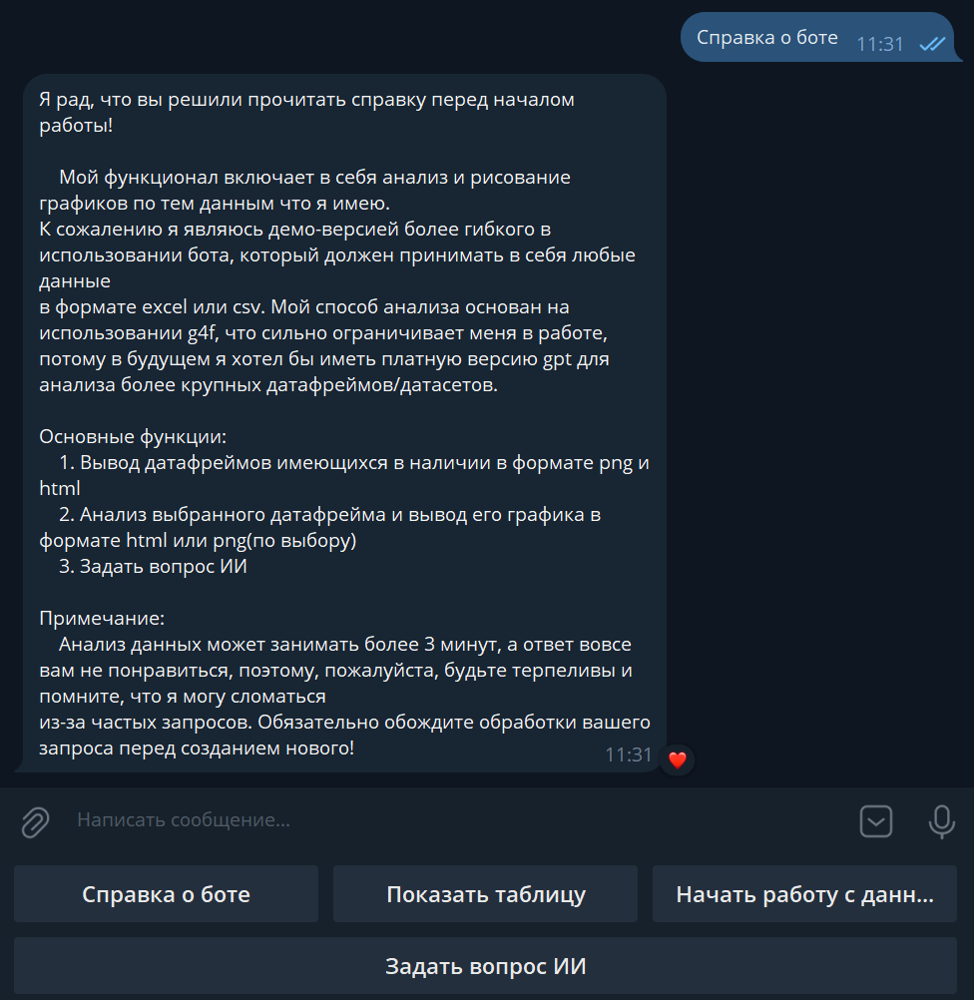 Справка о боте
11:31
Я рад, что вы решили прочитать справку перед началом
работы!
Мой функционал включает в себя анализ и рисование
графиков по тем данным что я имею.
К сожалению я являюсь демо-версией более гибкого в
использовании бота, который должен принимать в себя любые
данные
в формате excel или csv. Мой способ анализа основан на
использовании g4f, что сильно ограничивает меня в работе,
потому в будущем я хотел бы иметь платную версию gpt для
анализа более крупных датафреймов/датасетов.
Основные функции:
1. Вывод датафреймов имеющихся в наличии в формате png и
html
2. Анализ выбранного датафрейма и вывод его графика в
формате html или png(по выбору)
3. Задать вопрос ИИ
Примечание:
Анализ данных может занимать более 3 минут, а ответ вовсе
вам не понравиться, поэтому, пожалуйста, будьте терпеливы и
помните, что я могу сломаться
из-за частых запросов. Обязательно обождите обработки вашего
запроса перед созданием нового!
11:31
Написать сообщение...
Справка о боте
Показать таблицу
Начать работу с данн...
Задать вопрос ИИ